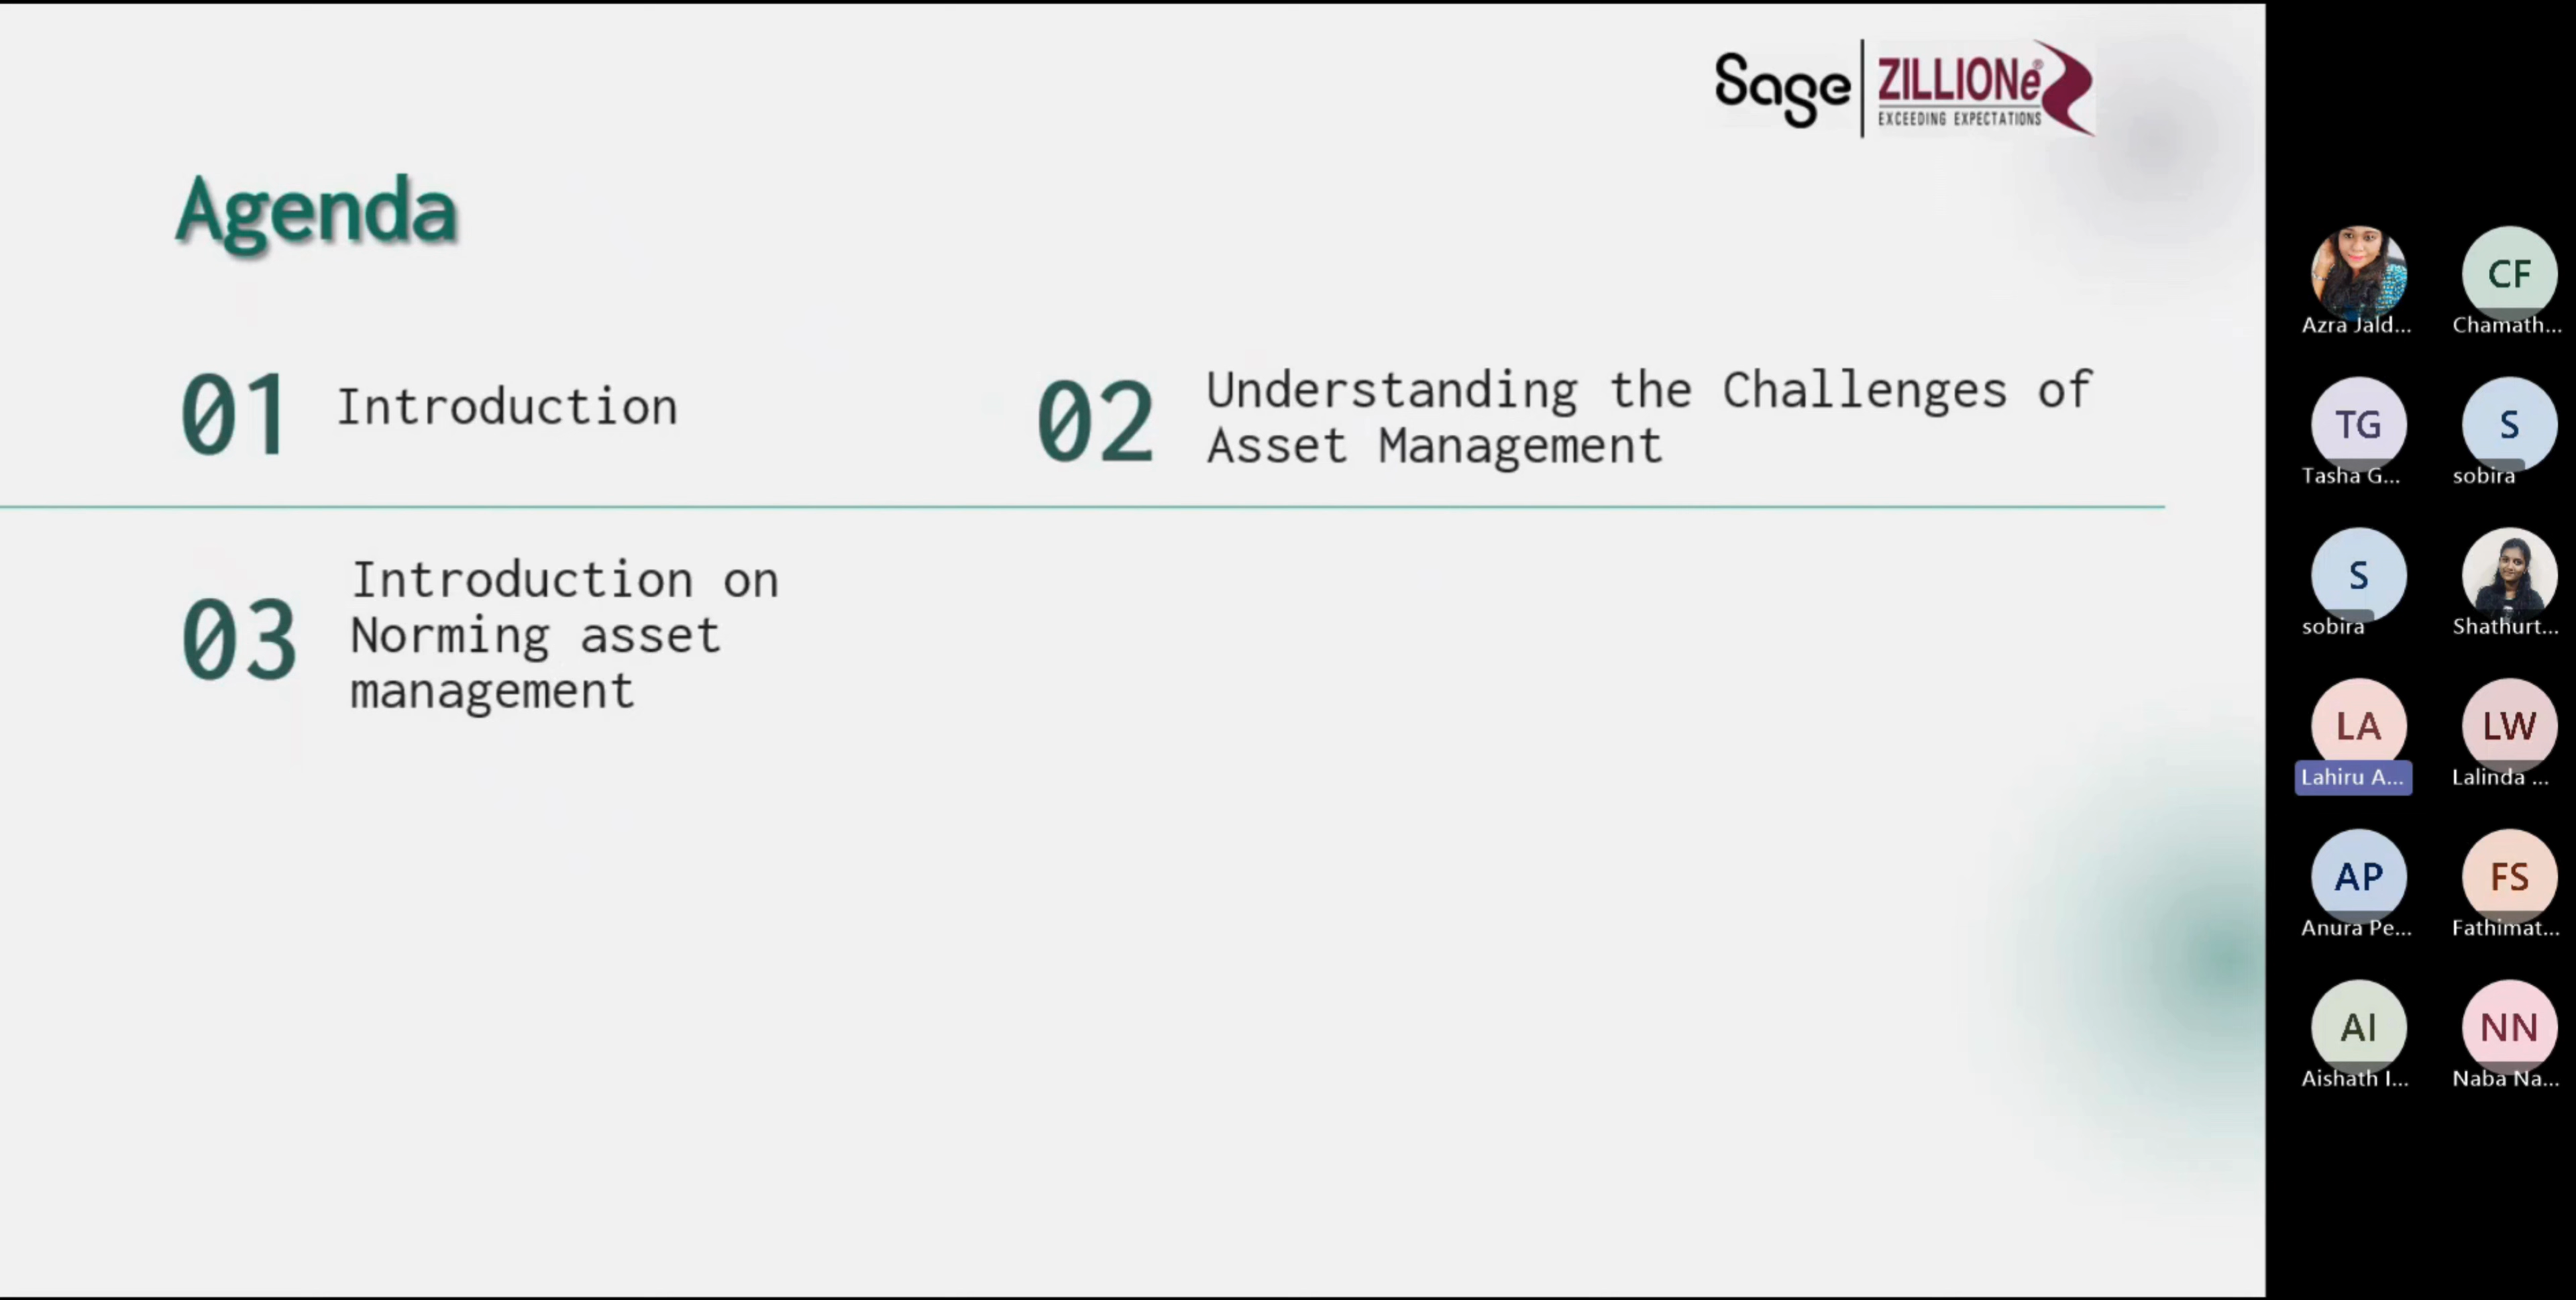 Sage
ZILLIONe®
EXCEEDING EXPECTATIONS
Agenda
01
Introduction
02
Understanding the Challenges of
Asset Management
03
Introduction on
Norming asset
management
Azra Jald...
CF
Chamath...
TG
Tasha G...
S
sobira
S
sobira
Shathurt...
LA
Lahiru A...
LW
Lalinda ...
AP
Anura Pe...
FS
Fathimat...
AI
Aishath I...
NN
Naba Na...